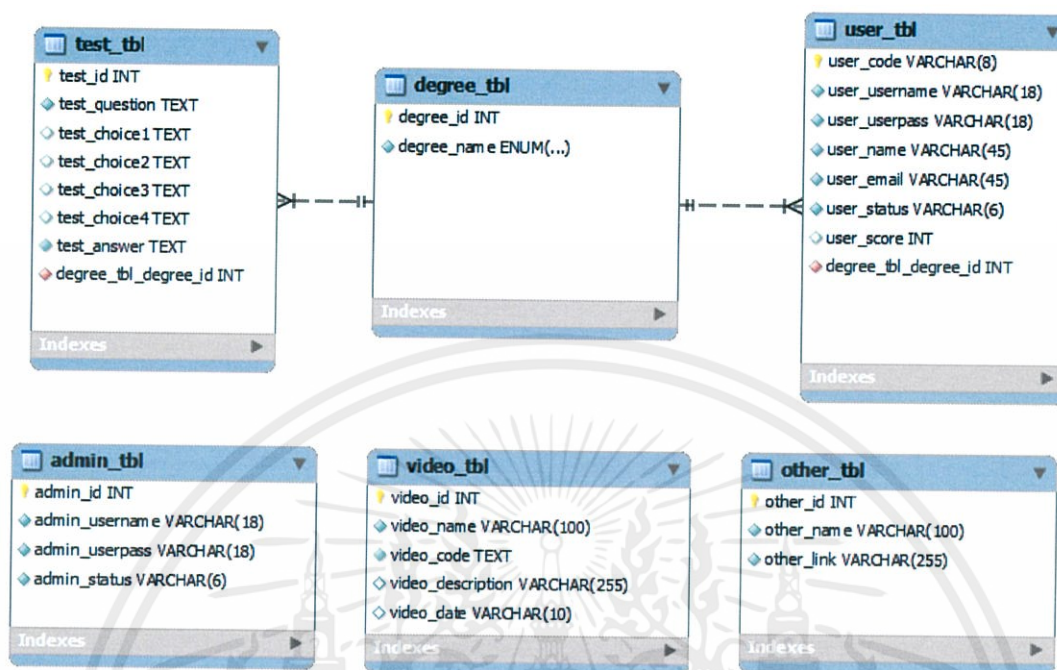 test_tbl
test_id INT
test_question TEXT
test_choice1 TEXT
test_choice2 TEXT
test_choice3 TEXT
test_choice4 TEXT
test_answer TEXT
degree_tbl_degree_id INT
Indexes
degree_tbl
degree_id INT
degree_name ENUM(...)
Indexes
user_tbl
user_code VARCHAR(8)
user_username VARCHAR(18)
user_userpass VARCHAR(18)
user_name VARCHAR(45)
user_email VARCHAR(45)
user_status VARCHAR(6)
user_score INT
degree_tbl_degree_id INT
Indexes
admin_tbl
admin_id INT
admin_username VARCHAR(18)
admin_userpass VARCHAR(18)
admin_status VARCHAR(6)
Indexes
video_tbl
video_id INT
video_name VARCHAR(100)
video_code TEXT
video_description VARCHAR(255)
video_date VARCHAR(10)
Indexes
other_tbl
other_id INT
other_name VARCHAR(100)
other_link VARCHAR(255)
Indexes